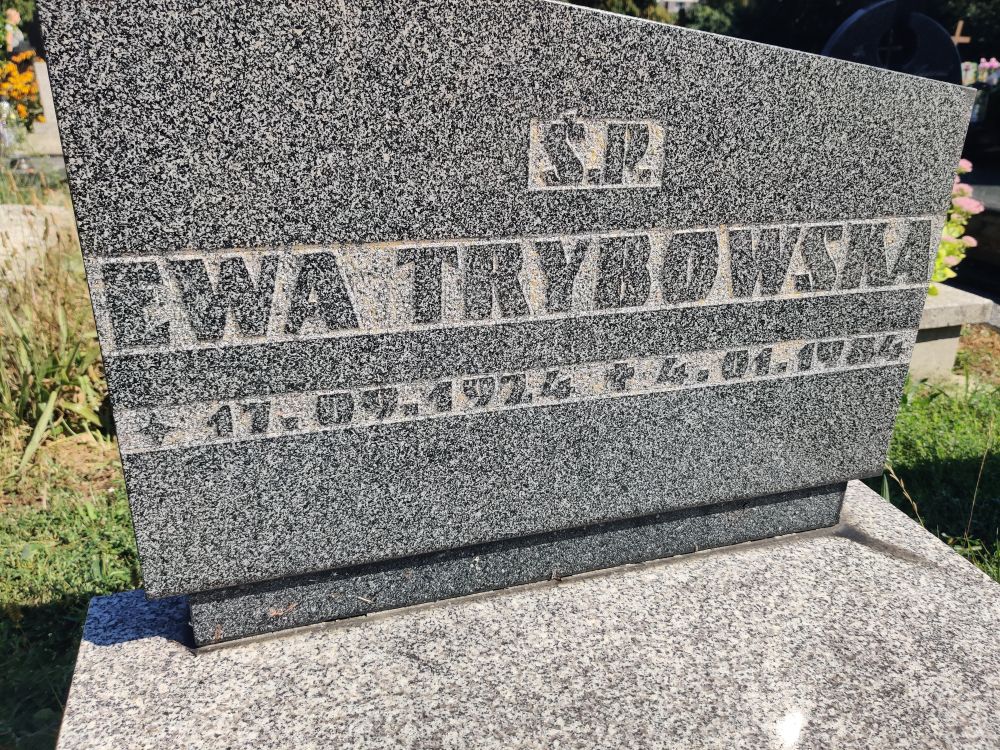 Ś.P.
EWA TRYBOWSKA
* 17.09.1924 + 4.01.1984